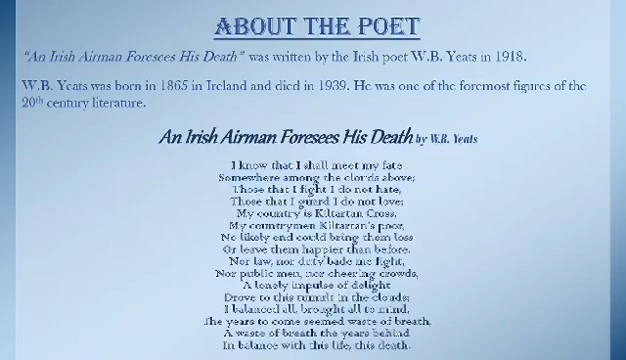 ABOUT THE POET
“An Irish Airman Foresees His Death” was written by the Irish poet W.B. Yeats in 1918.
W.B. Yeats was born in 1865 in Ireland and died in 1939. He was one of the foremost figures of the
20th century literature.
An Irish Airman Foresees His Death by W.B. Yeats
I know that I shall meet my fate
Somewhere among the clouds above;
Those that I fight I do not hate,
Those that I guard I do not love;
My country is Kiltartan Cross,
My countrymen Kiltartan's poor,
No likely end could bring them loss
Or leave them happier than before.
Nor law, nor duty bade me fight,
Nor public men, nor cheering crowds,
A lonely impulse of delight
Drove to this tumult in the clouds;
I balanced all, brought all to mind,
The years to come seemed waste of breath,
A waste of breath the years behind
In balance with this life, this death.